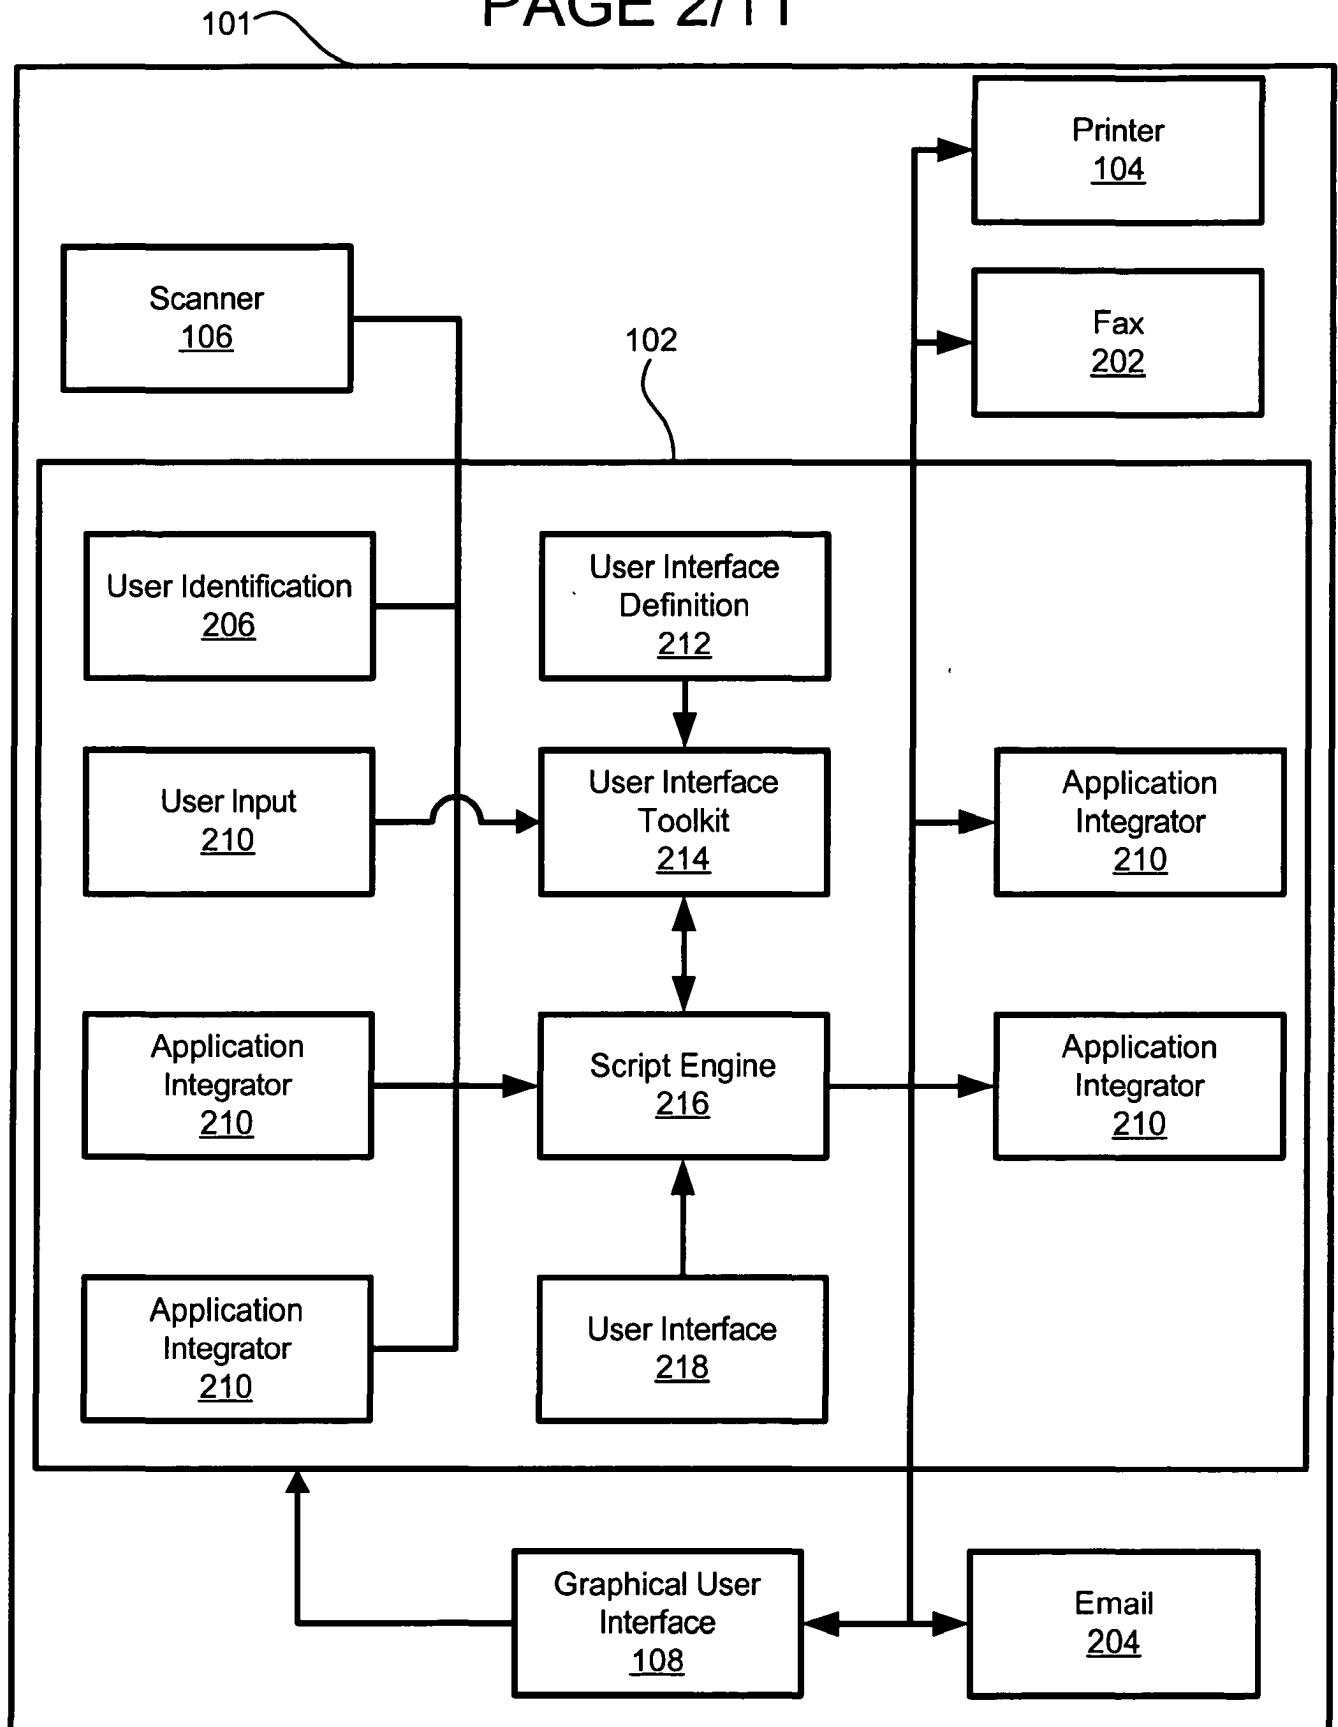 PAGE 2/11
101
Printer
104
Scanner
106
Fax
202
102
User Identification
206
User Interface
Definition
212
User Input
210
User Interface
Toolkit
214
Application
Integrator
210
Application
Integrator
210
Script Engine
216
Application
Integrator
210
Application
Integrator
210
User Interface
218
Graphical User
Interface
108
Email
204